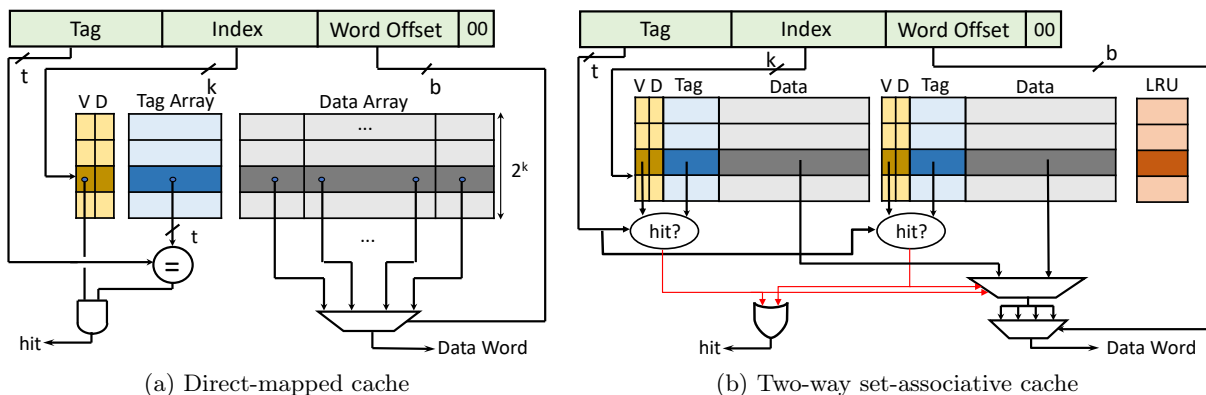 Tag Index Word Offset 00
t
k
b
V D Tag Array Data Array
...
2^k
t
...
=
hit
Data Word
(a) Direct-mapped cache
Tag Index Word Offset 00
t
k
b
V D Tag Data V D Tag Data LRU
hit? hit?
hit
Data Word
(b) Two-way set-associative cache